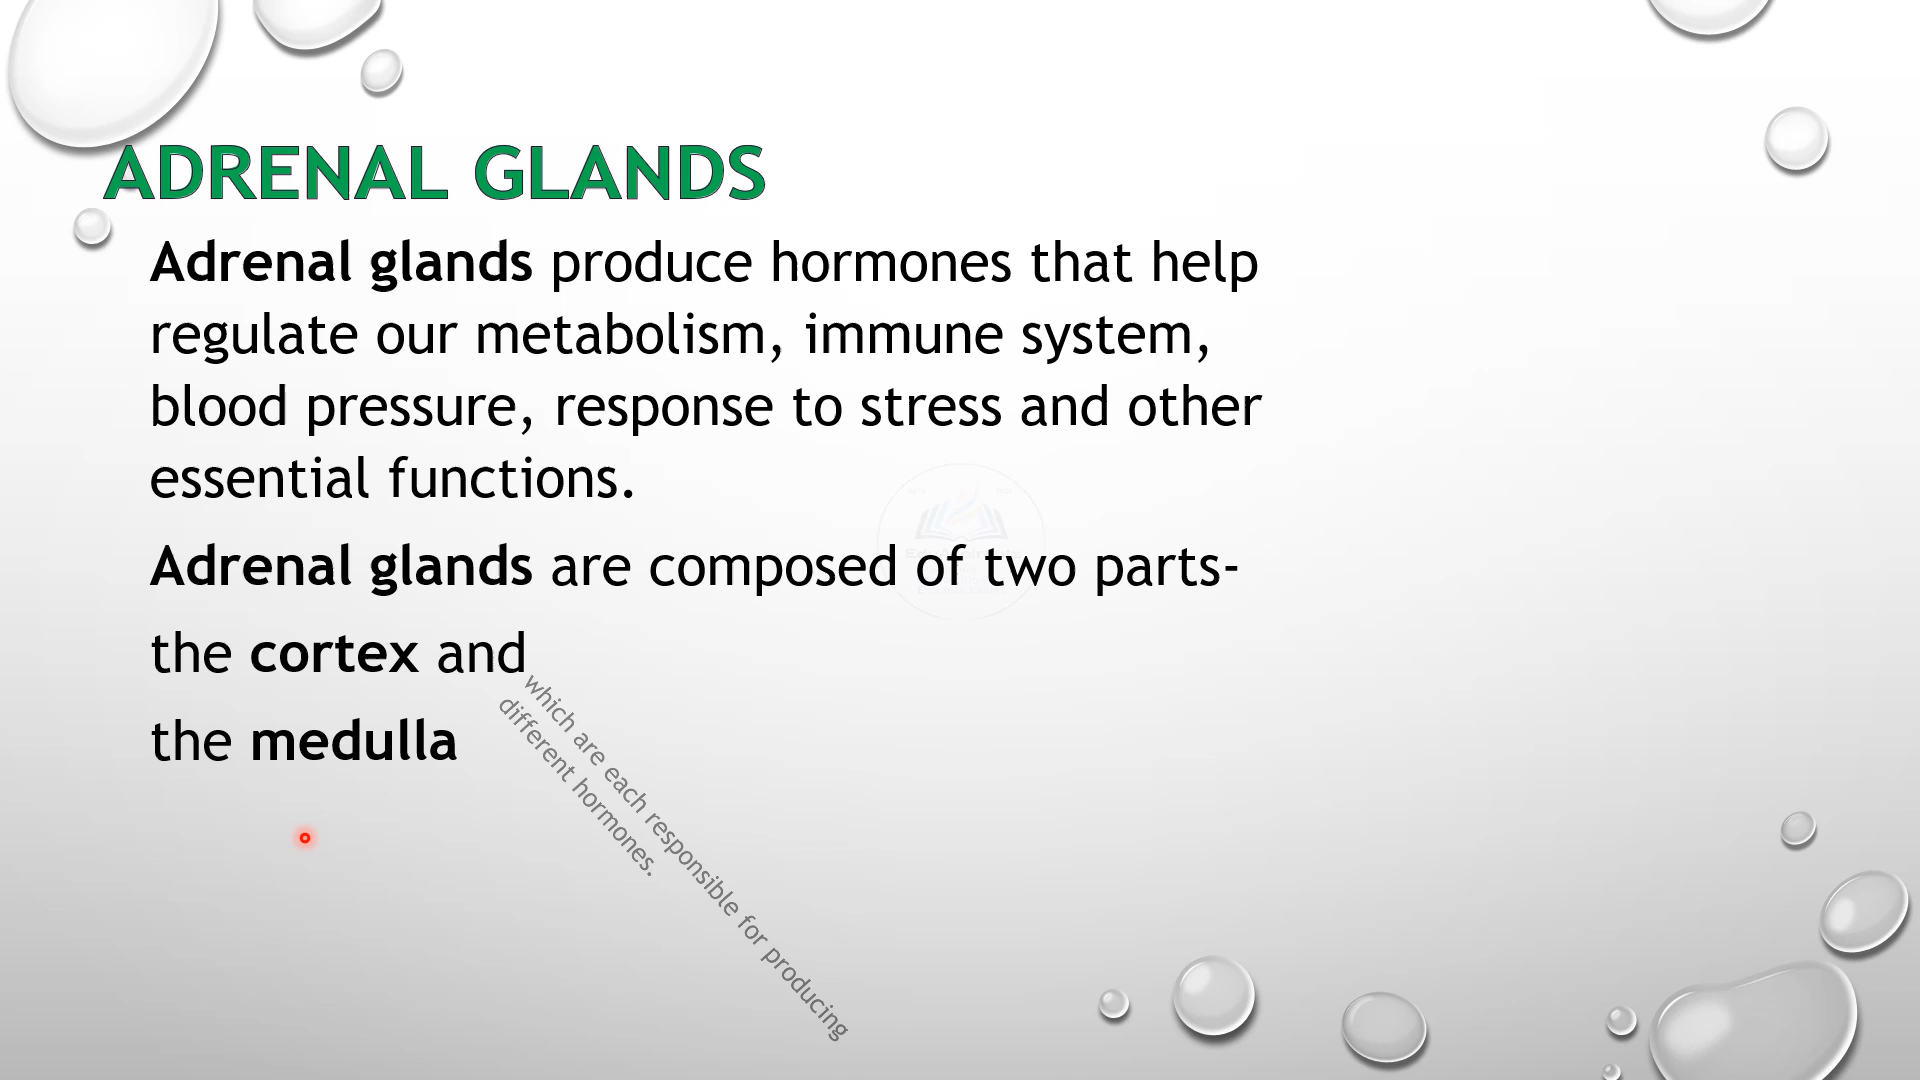 ADRENAL GLANDS
Adrenal glands produce hormones that help
regulate our metabolism, immune system,
blood pressure, response to stress and other
essential functions.
Adrenal glands are composed of two parts-
the cortex and
the medulla
which are each responsible for producing
different hormones.